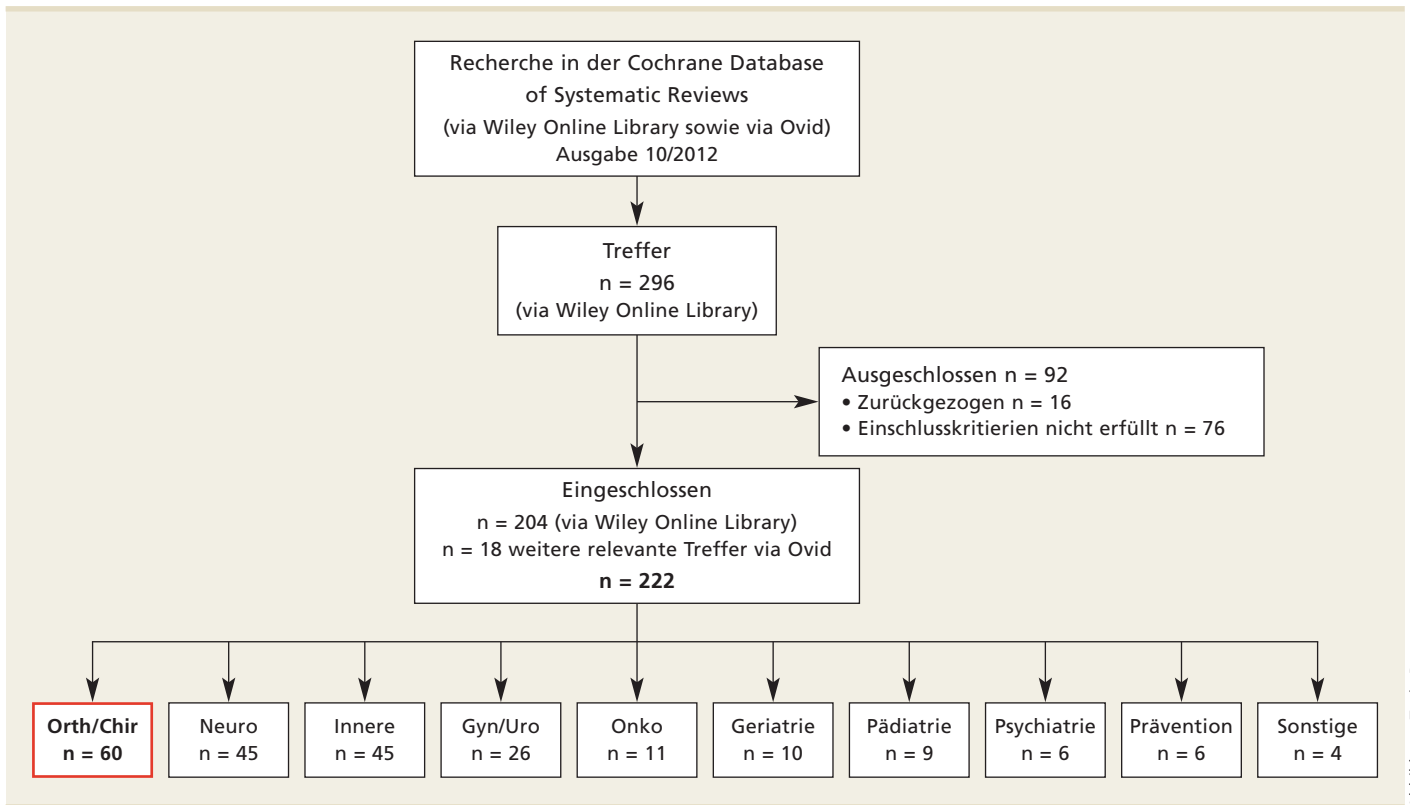 Recherche in der Cochrane Database
of Systematic Reviews
(via Wiley Online Library sowie via Ovid)
Ausgabe 10/2012
Treffer
n = 296
(via Wiley Online Library)
Ausgeschlossen n = 92
• Zurückgezogen n = 16
• Einschlusskritierien nicht erfüllt n = 76
Eingeschlossen
n = 204 (via Wiley Online Library)
n = 18 weitere relevante Treffer via Ovid
n = 222
Orth/Chir
n = 60
Neuro
n = 45
Innere
n = 45
Gyn/Uro
n = 26
Onko
n = 11
Geriatrie
n = 10
Pädiatrie
n = 9
Psychiatrie
n = 6
Prävention
n = 6
Sonstige
n = 4